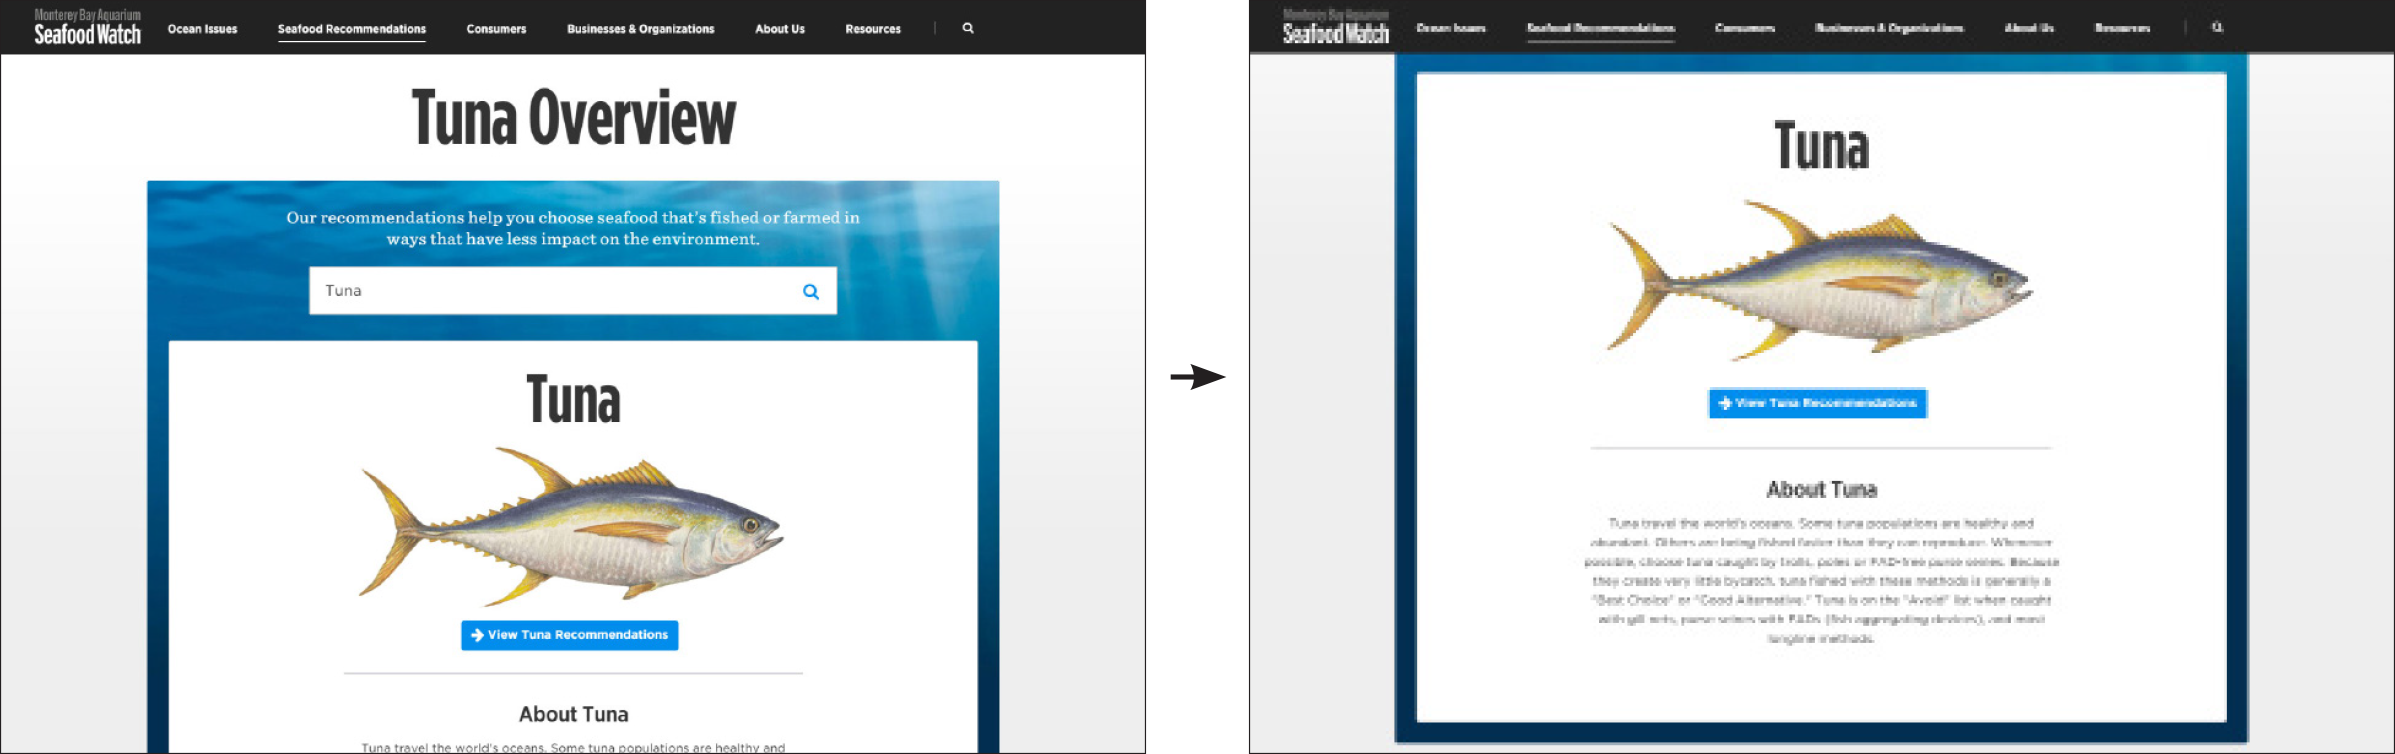 Monterey Bay Aquarium
Seafood Watch
Ocean Issues
Seafood Recommendations
Consumers
Businesses & Organizations
About Us
Resources
Tuna Overview
Our recommendations help you choose seafood that's fished or farmed in
ways that have less impact on the environment.
Tuna
Tuna
View Tuna Recommendations
About Tuna
Tuna travel the world's oceans. Some tuna populations are healthy and
Monterey Bay Aquarium
Seafood Watch
Ocean Issues
Seafood Recommendations
Consumers
Businesses & Organizations
About Us
Resources
Tuna
View Tuna Recommendations
About Tuna
Tuna travel the world's oceans. Some tuna populations are healthy and
abundant. Others are being fished faster than they can reproduce. Whenever
possible, choose tuna caught by trolls, poles or FAD-free purse seines. Because
they create very little bycatch, tuna fished with these methods is generally a
"Best Choice" or "Good Alternative." Tuna is on the "Avoid" list when caught
with gill nets, purse seines with FADs (fish aggregating devices), and most
longline methods.